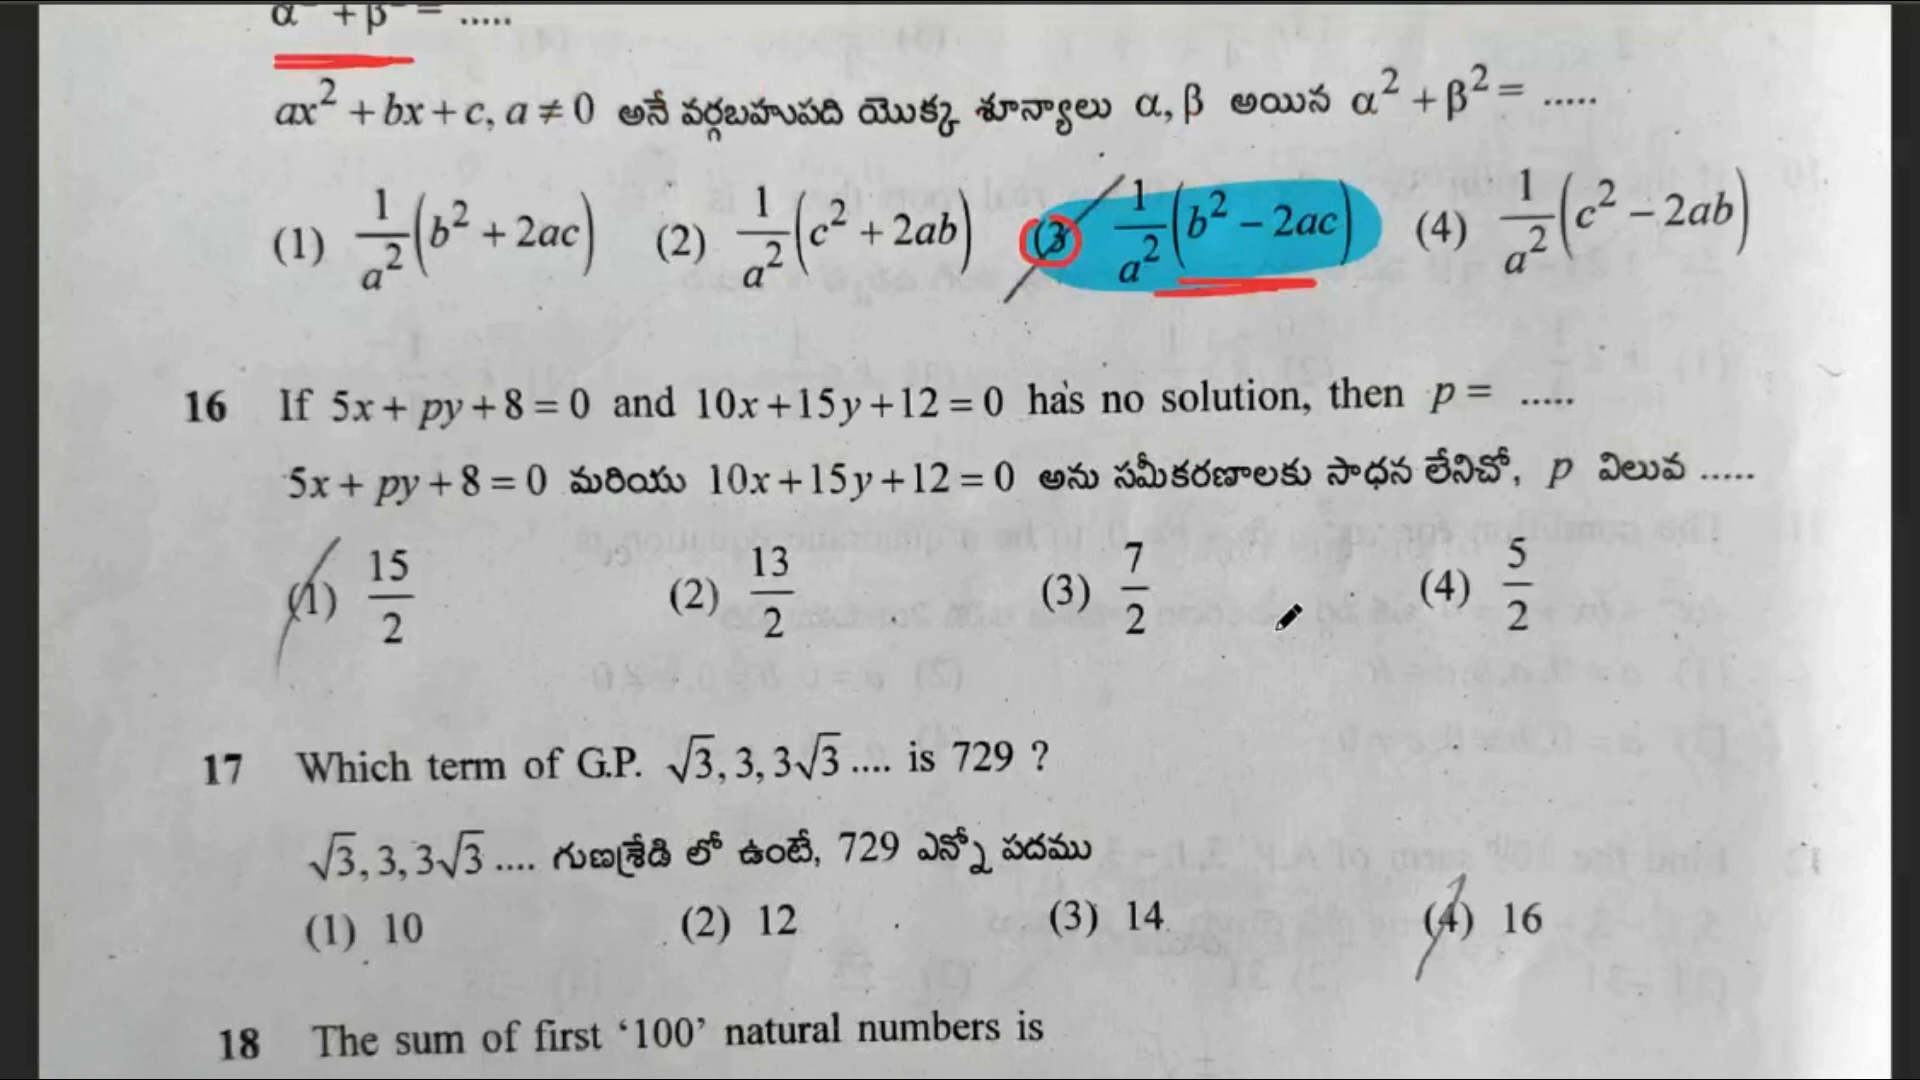 α² + β² = .....
ax² + bx + c, a ≠ 0 అనే వర్గబహుపది యొక్క శూన్యాలు α, β అయిన α² + β² = .....
(1) 1/a² (b² + 2ac) (2) 1/a² (c² + 2ab) (3) 1/a² (b² − 2ac) (4) 1/a² (c² − 2ab)
16 If 5x + py + 8 = 0 and 10x + 15y + 12 = 0 has no solution, then p = .....
5x + py + 8 = 0 మరియు 10x + 15y + 12 = 0 అను సమీకరణాలకు సాధన లేనిచో, p విలువ .....
(1) 15/2 (2) 13/2 (3) 7/2 (4) 5/2
17 Which term of G.P. √3, 3, 3√3 .... is 729 ?
√3, 3, 3√3 .... గుణశ్రేడి లో ఉంటే, 729 ఎన్నో పదము
(1) 10 (2) 12 (3) 14 (4) 16
18 The sum of first ‘100’ natural numbers is